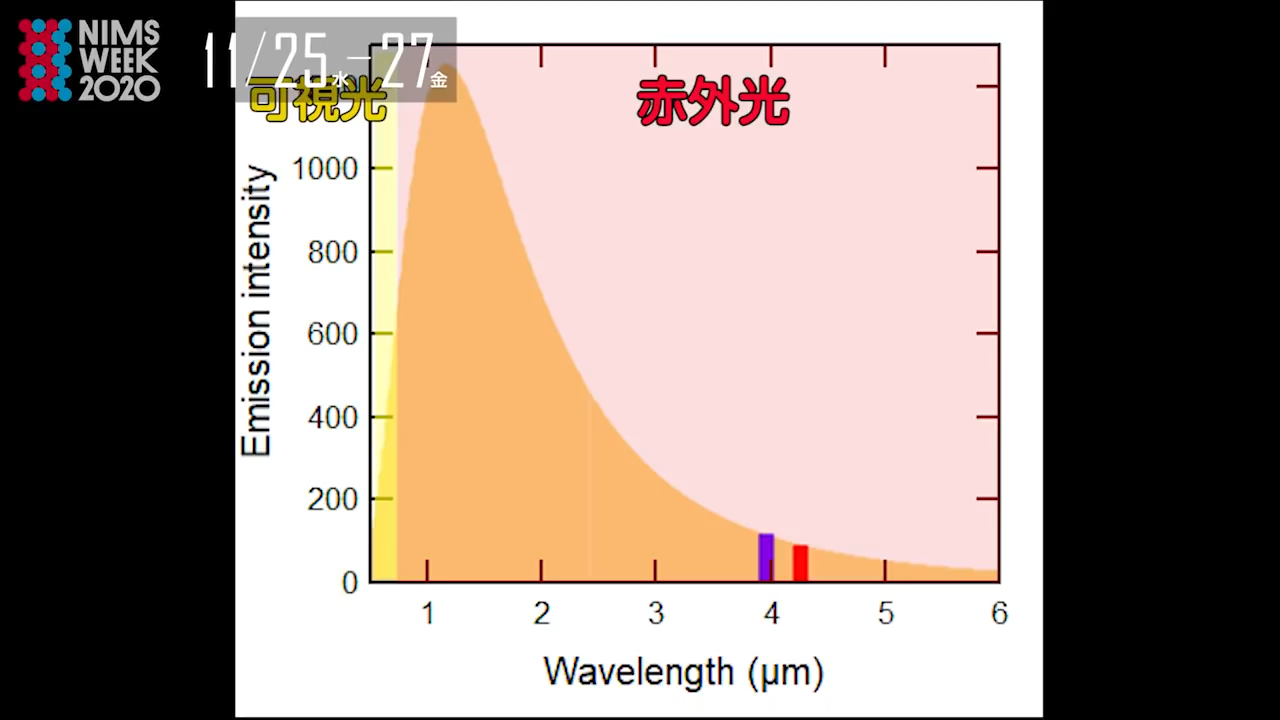 NIMS
WEEK
2020
11/25水–27金
可視光
赤外光
1000
800
600
400
200
0
Emission intensity
1 2 3 4 5 6
Wavelength (μm)